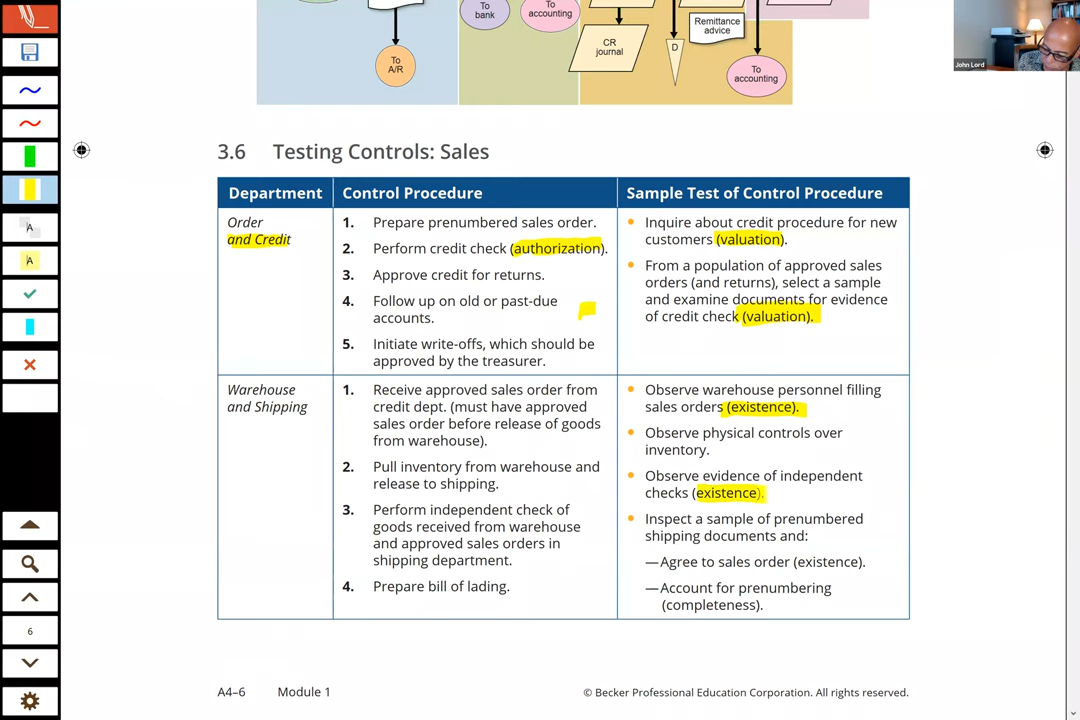 To
bank
To
accounting
Remittance
advice
CR
journal
D
To
A/R
To
accounting
John Lord
3.6 Testing Controls: Sales
Department Control Procedure Sample Test of Control Procedure
Order
and Credit
1. Prepare prenumbered sales order.
2. Perform credit check (authorization).
3. Approve credit for returns.
4. Follow up on old or past-due
accounts.
5. Initiate write-offs, which should be
approved by the treasurer.
• Inquire about credit procedure for new
customers (valuation).
• From a population of approved sales
orders (and returns), select a sample
and examine documents for evidence
of credit check (valuation).
Warehouse
and Shipping
1. Receive approved sales order from
credit dept. (must have approved
sales order before release of goods
from warehouse).
2. Pull inventory from warehouse and
release to shipping.
3. Perform independent check of
goods received from warehouse
and approved sales orders in
shipping department.
4. Prepare bill of lading.
• Observe warehouse personnel filling
sales orders (existence).
• Observe physical controls over
inventory.
• Observe evidence of independent
checks (existence).
• Inspect a sample of prenumbered
shipping documents and:
—Agree to sales order (existence).
—Account for prenumbering
(completeness).
A4–6 Module 1 © Becker Professional Education Corporation. All rights reserved.
A
A
6